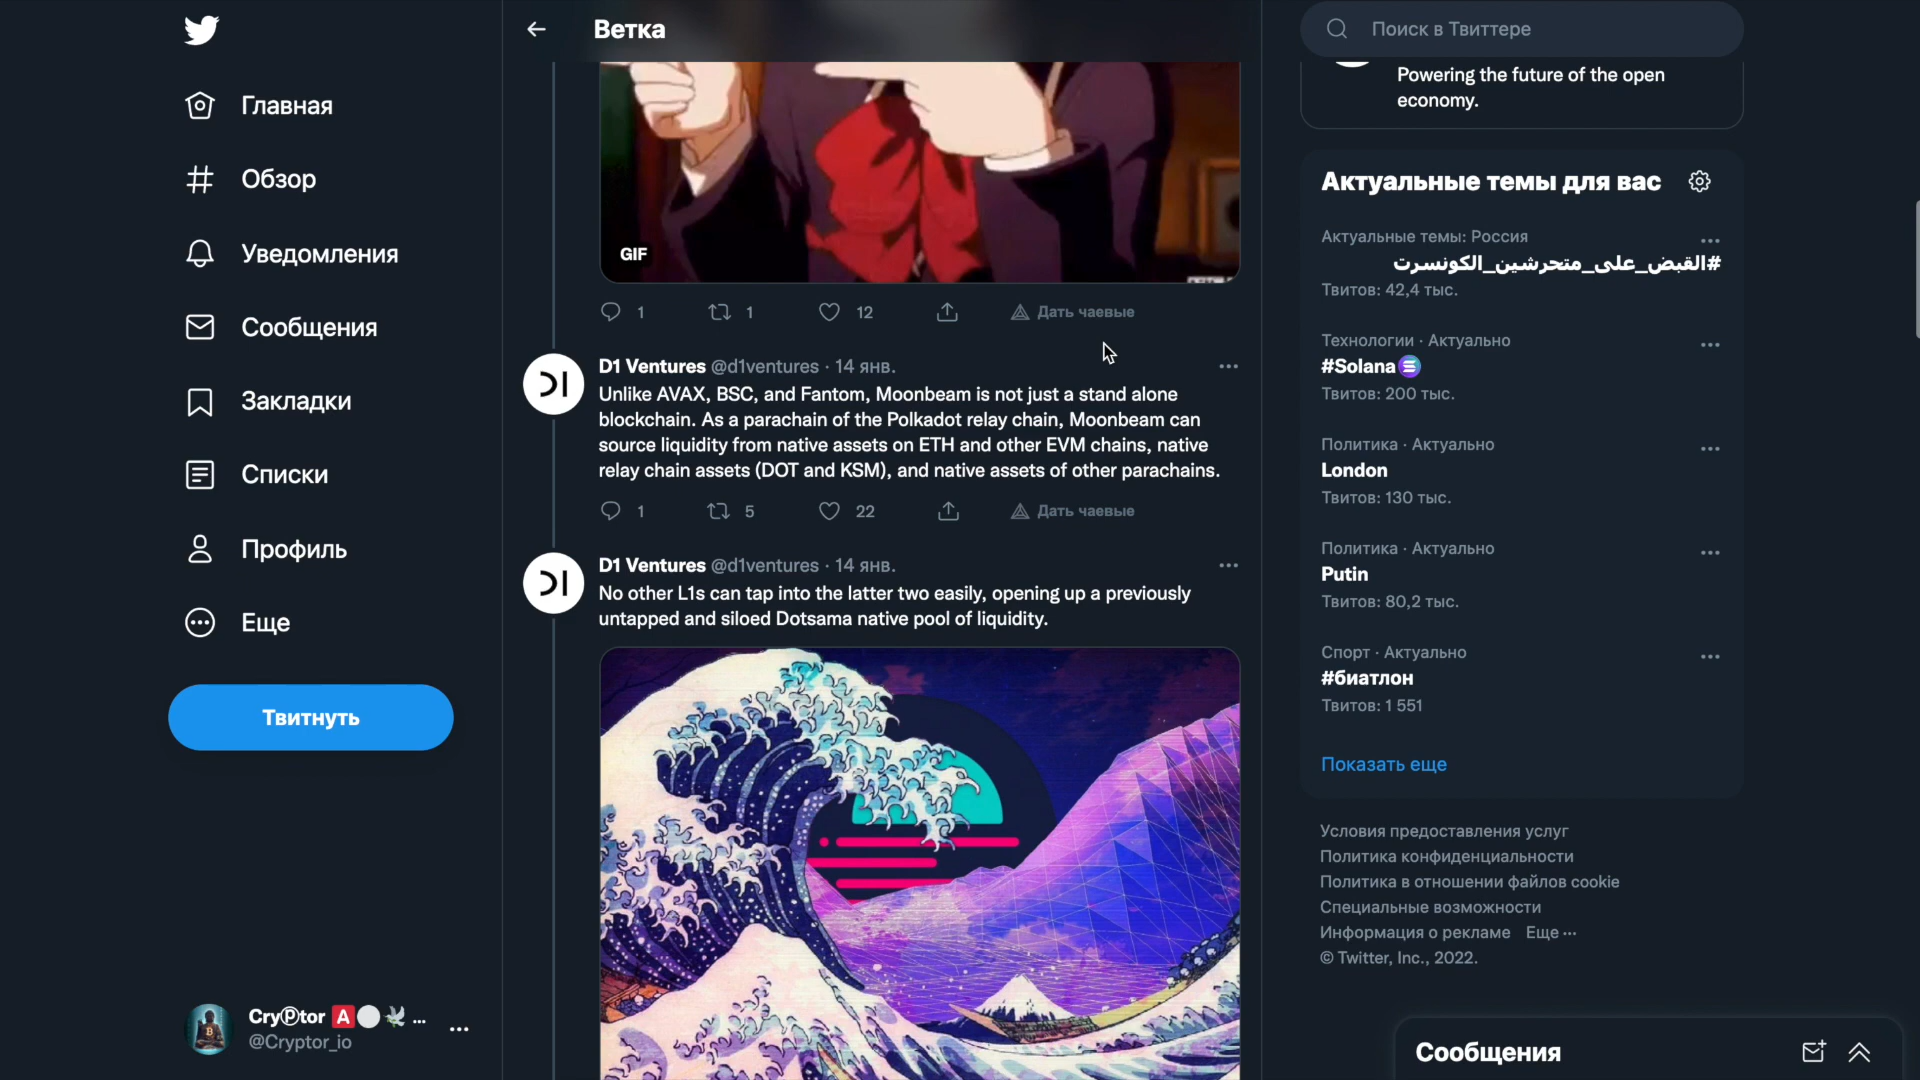 Главная
Обзор
Уведомления
Сообщения
Закладки
Списки
Профиль
Еще
Твитнуть
Cryⓟtor 🅰️⚪🕊️ ...
@Cryptor_io
Ветка
GIF
1 1 12 Дать чаевые
D1 Ventures @d1ventures · 14 янв.
Unlike AVAX, BSC, and Fantom, Moonbeam is not just a stand alone
blockchain. As a parachain of the Polkadot relay chain, Moonbeam can
source liquidity from native assets on ETH and other EVM chains, native
relay chain assets (DOT and KSM), and native assets of other parachains.
1 5 22 Дать чаевые
D1 Ventures @d1ventures · 14 янв.
No other L1s can tap into the latter two easily, opening up a previously
untapped and siloed Dotsama native pool of liquidity.
Поиск в Твиттере
Powering the future of the open
economy.
Актуальные темы для вас
Актуальные темы: Россия
#القبض_على_متحرشين_الكونسرت
Твитов: 42,4 тыс.
Технологии · Актуально
#Solana
Твитов: 200 тыс.
Политика · Актуально
London
Твитов: 130 тыс.
Политика · Актуально
Putin
Твитов: 80,2 тыс.
Спорт · Актуально
#биатлон
Твитов: 1 551
Показать еще
Условия предоставления услуг
Политика конфиденциальности
Политика в отношении файлов cookie
Специальные возможности
Информация о рекламе Еще ···
© Twitter, Inc., 2022.
Сообщения